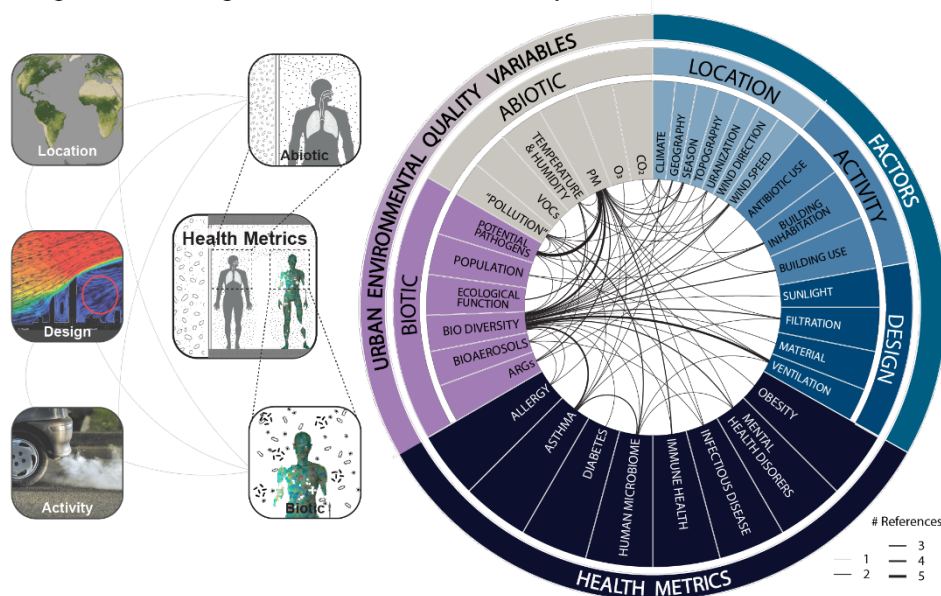 Location
Design
Activity
Abiotic
Health Metrics
Biotic
URBAN ENVIRONMENTAL QUALITY VARIABLES
ABIOTIC
"POLLUTION"
VOCs
TEMPERATURE
& HUMIDITY
PM
O₃
CO₂
BIOTIC
POTENTIAL
PATHOGENS
POPULATION
ECOLOGICAL
FUNCTION
BIO DIVERSITY
BIOAEROSOLS
ARGs
FACTORS
LOCATION
CLIMATE
GEOGRAPHY
SEASON
TOPOGRAPHY
URANIZATION
WIND DIRECTION
WIND SPEED
ACTIVITY
ANTIBIOTIC USE
BUILDING
INHABITATION
BUILDING USE
DESIGN
SUNLIGHT
FILTRATION
MATERIAL
VENTILATION
HEALTH METRICS
ALLERGY
ASTHMA
DIABETES
HUMAN MICROBIOME
IMMUNE HEALTH
INFECTIOUS DISEASE
MENTAL
HEALTH DISORERS
OBESITY
# References
1
2
3
4
5